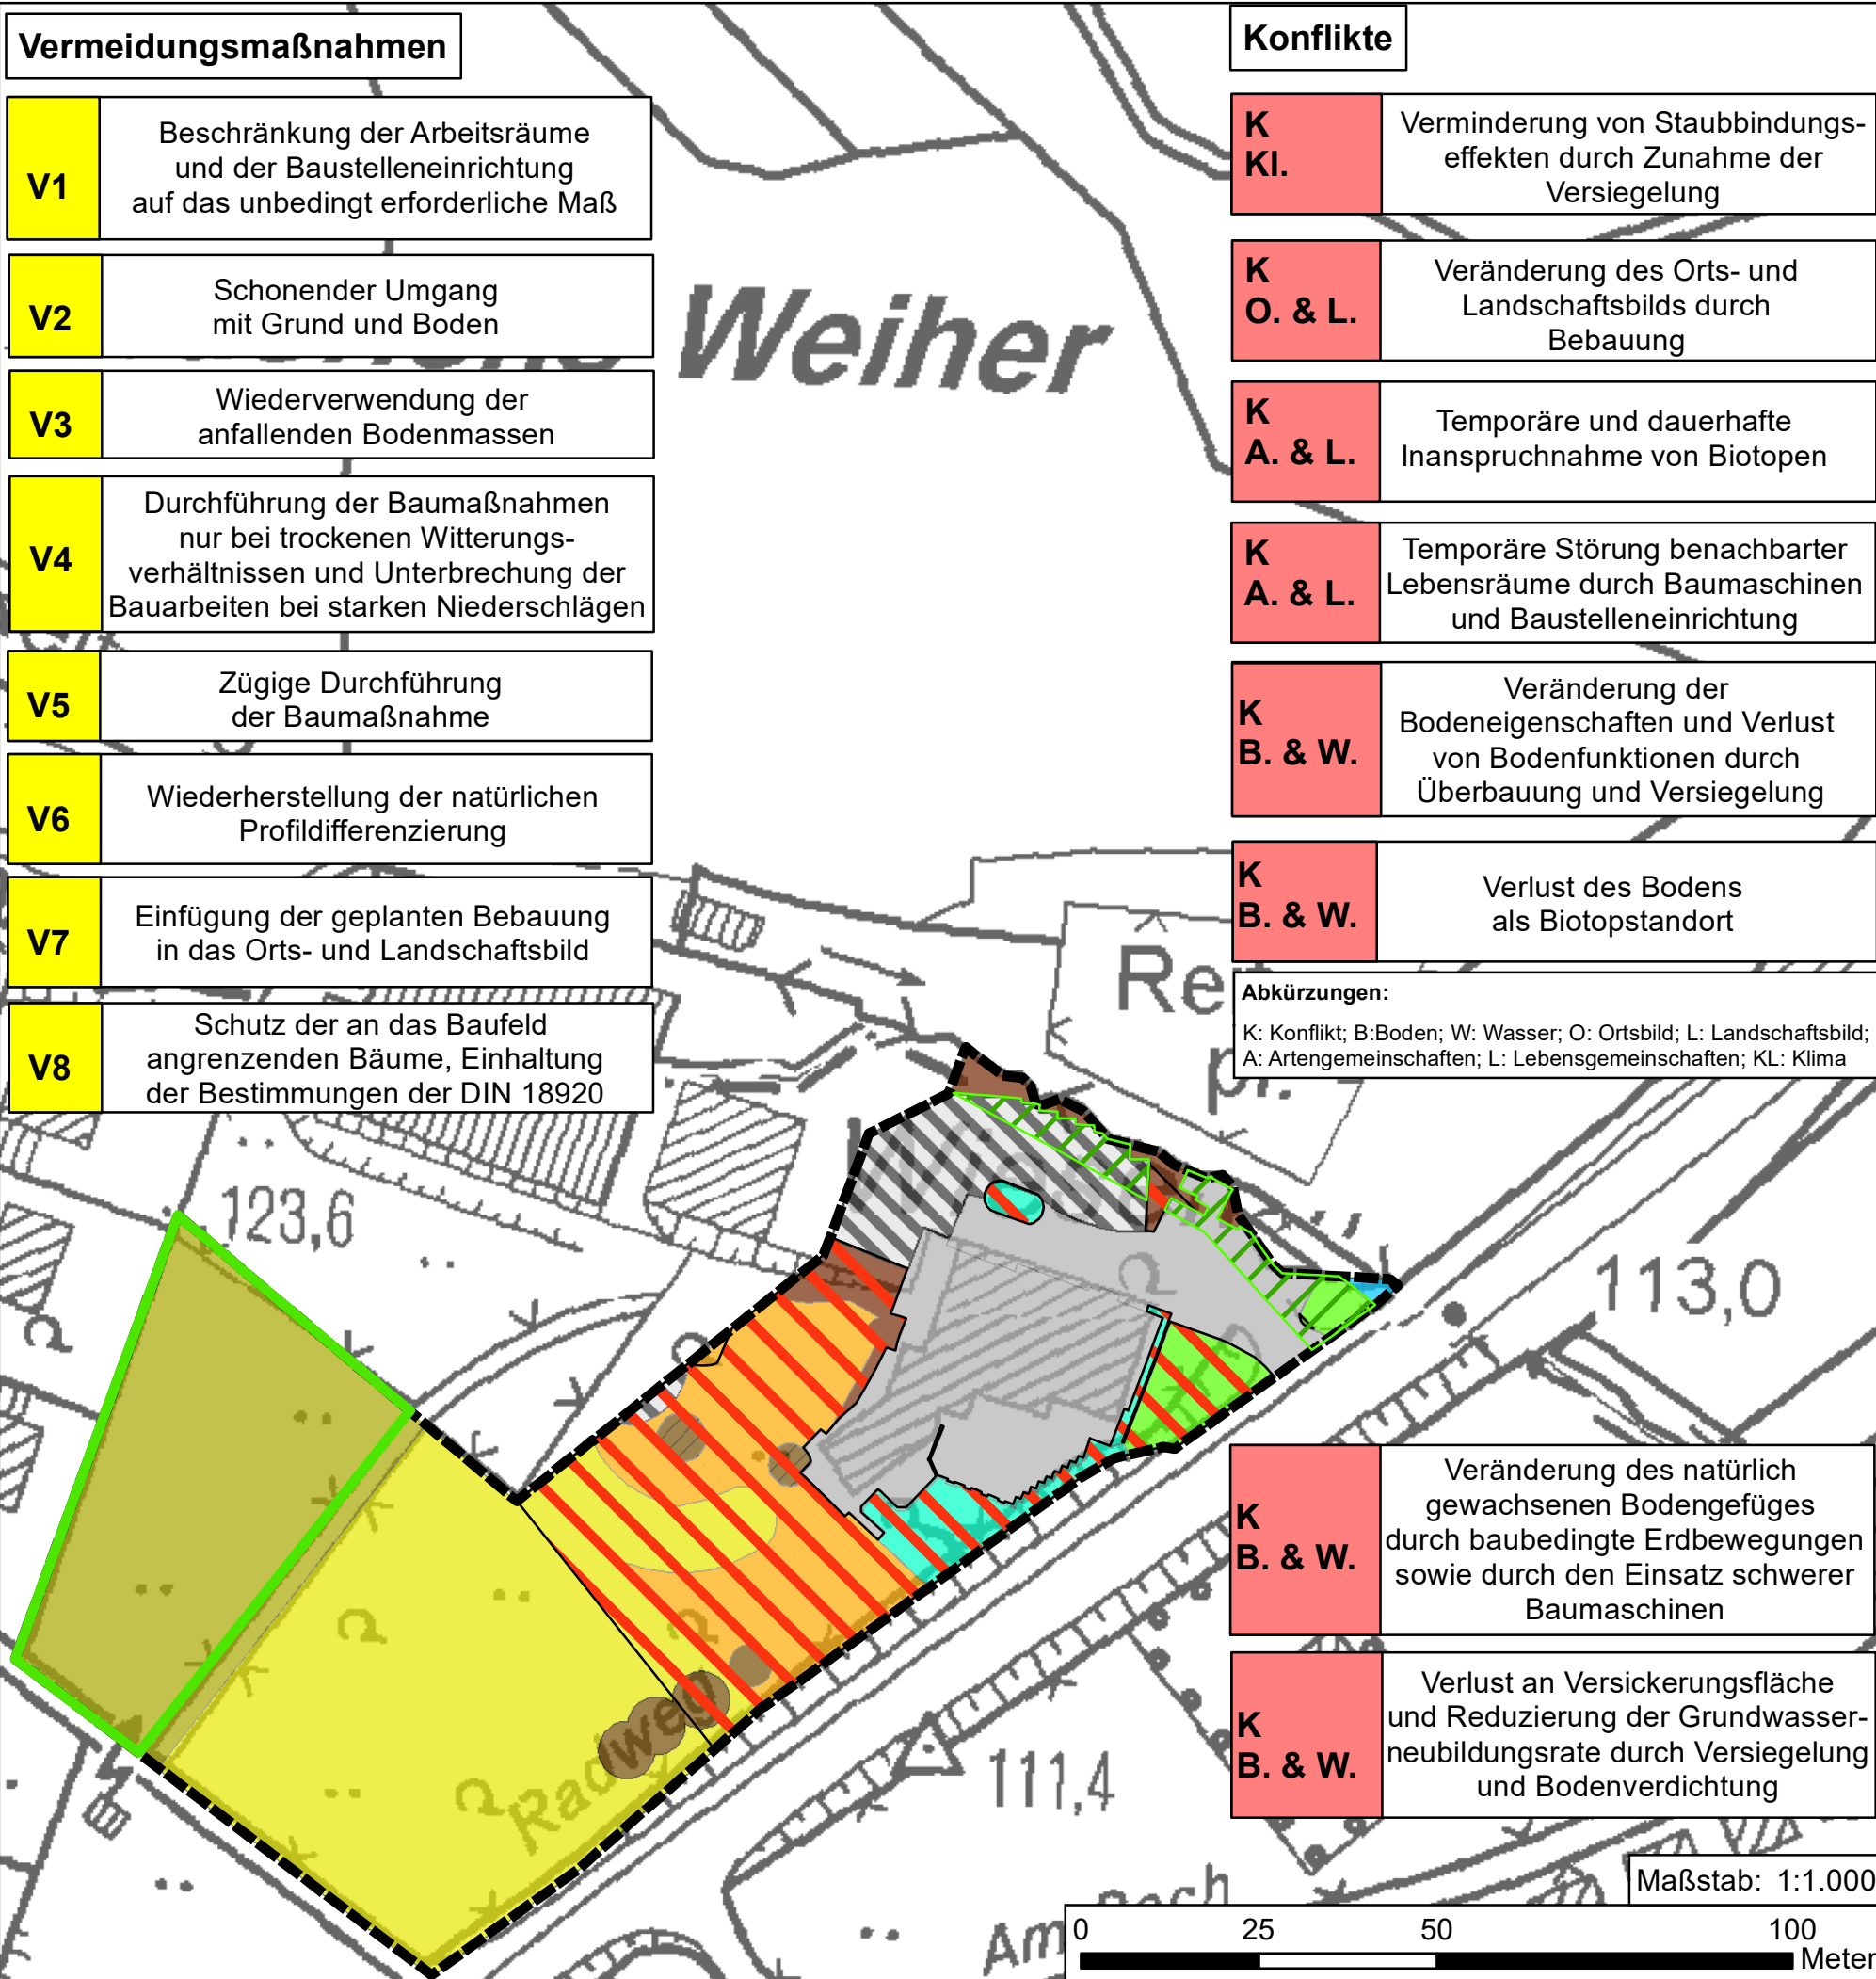 Vermeidungsmaßnahmen
V1
Beschränkung der Arbeitsräume
und der Baustelleneinrichtung
auf das unbedingt erforderliche Maß
V2
Schonender Umgang
mit Grund und Boden
V3
Wiederverwendung der
anfallenden Bodenmassen
V4
Durchführung der Baumaßnahmen
nur bei trockenen Witterungs-
verhältnissen und Unterbrechung der
Bauarbeiten bei starken Niederschlägen
V5
Zügige Durchführung
der Baumaßnahme
V6
Wiederherstellung der natürlichen
Profildifferenzierung
V7
Einfügung der geplanten Bebauung
in das Orts- und Landschaftsbild
V8
Schutz der an das Baufeld
angrenzenden Bäume, Einhaltung
der Bestimmungen der DIN 18920
Weiher
123,6
Radweg
111,4
113,0
Am
Bach
Konflikte
K
Kl.
Verminderung von Staubbindungs-
effekten durch Zunahme der
Versiegelung
K
O. & L.
Veränderung des Orts- und
Landschaftsbilds durch
Bebauung
K
A. & L.
Temporäre und dauerhafte
Inanspruchnahme von Biotopen
K
A. & L.
Temporäre Störung benachbarter
Lebensräume durch Baumaschinen
und Baustelleneinrichtung
K
B. & W.
Veränderung der
Bodeneigenschaften und Verlust
von Bodenfunktionen durch
Überbauung und Versiegelung
K
B. & W.
Verlust des Bodens
als Biotopstandort
Abkürzungen:
K: Konflikt; B:Boden; W: Wasser; O: Ortsbild; L: Landschaftsbild;
A: Artengemeinschaften; L: Lebensgemeinschaften; KL: Klima
K
B. & W.
Veränderung des natürlich
gewachsenen Bodengefüges
durch baubedingte Erdbewegungen
sowie durch den Einsatz schwerer
Baumaschinen
K
B. & W.
Verlust an Versickerungsfläche
und Reduzierung der Grundwasser-
neubildungsrate durch Versiegelung
und Bodenverdichtung
Maßstab: 1:1.000
0 25 50 100
Meter